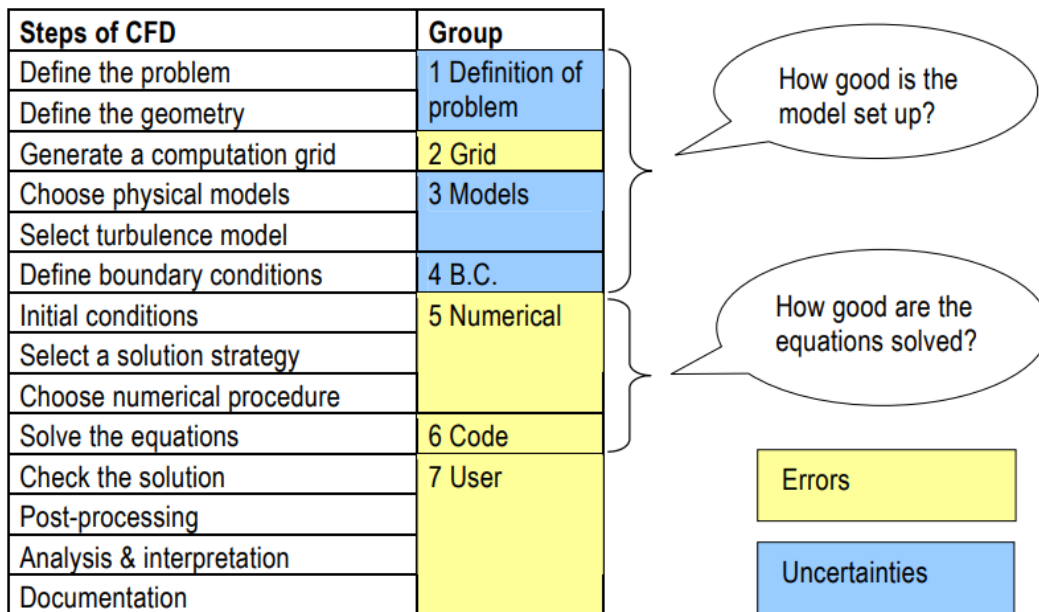 Steps of CFD Group
Define the problem 1 Definition of
Define the geometry problem
Generate a computation grid 2 Grid
Choose physical models 3 Models
Select turbulence model
Define boundary conditions 4 B.C.
Initial conditions 5 Numerical
Select a solution strategy
Choose numerical procedure
Solve the equations 6 Code
Check the solution 7 User
Post-processing
Analysis & interpretation
Documentation
How good is the
model set up?
How good are the
equations solved?
Errors
Uncertainties